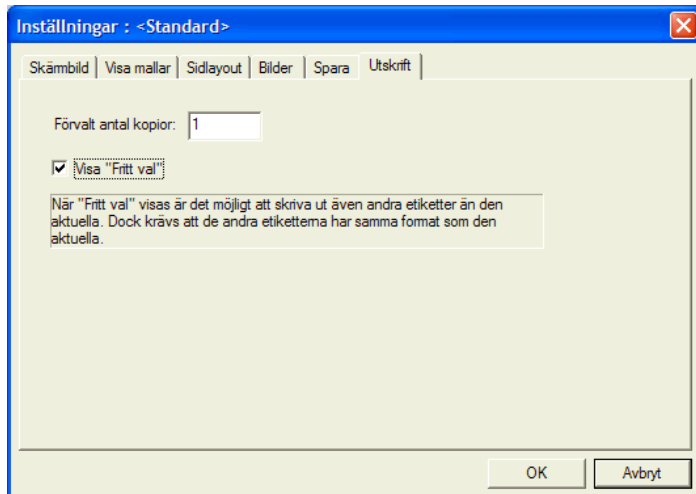 Inställningar : <Standard>
Skärmbild Visa mallar Sidlayout Bilder Spara Utskrift
Förvalt antal kopior: 1
Visa "Fritt val"
När "Fritt val" visas är det möjligt att skriva ut även andra etiketter än den
aktuella. Dock krävs att de andra etiketterna har samma format som den
aktuella.
OK Avbryt